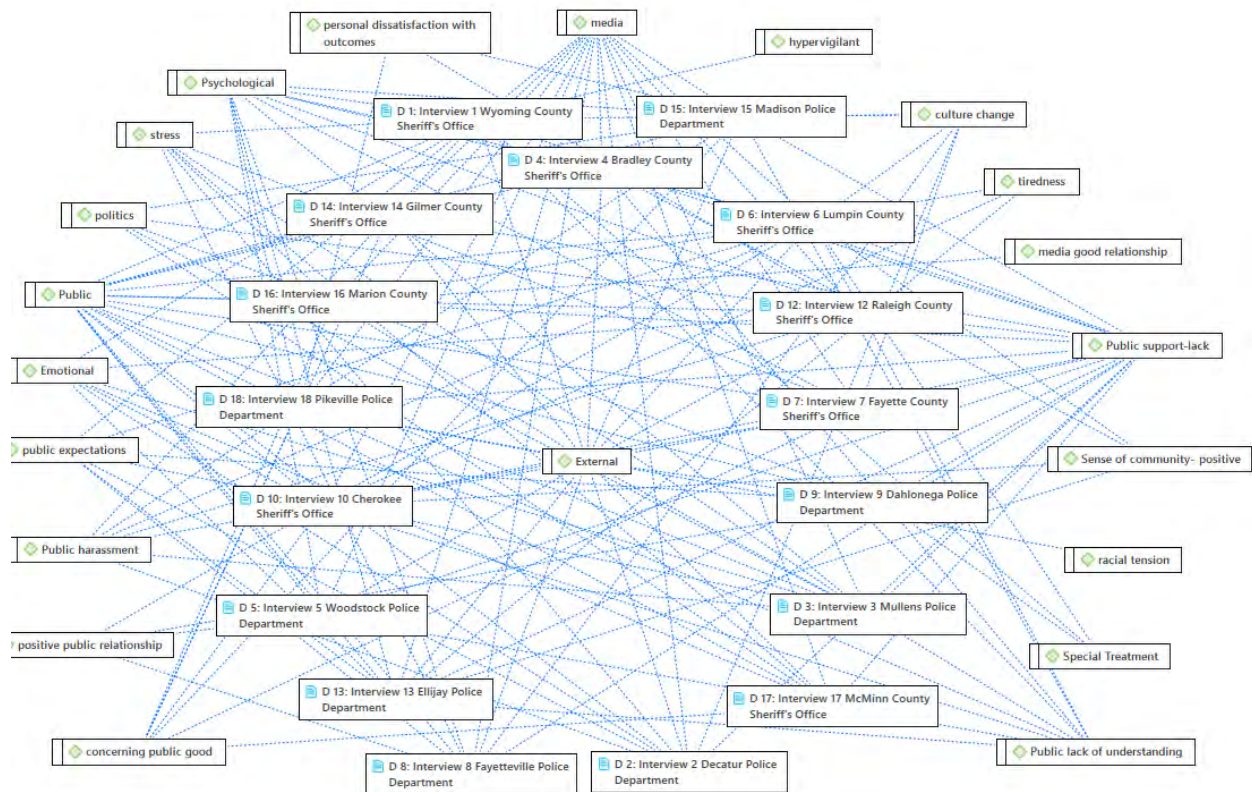 media
personal dissatisfaction with
outcomes
hypervigilant
Psychological
D 1: Interview 1 Wyoming County
Sheriff's Office
D 15: Interview 15 Madison Police
Department
culture change
stress
D 4: Interview 4 Bradley County
Sheriff's Office
tiredness
D 14: Interview 14 Gilmer County
Sheriff's Office
D 6: Interview 6 Lumpin County
Sheriff's Office
politics
media good relationship
Public
D 16: Interview 16 Marion County
Sheriff's Office
D 12: Interview 12 Raleigh County
Sheriff's Office
Public support-lack
Emotional
D 18: Interview 18 Pikeville Police
Department
D 7: Interview 7 Fayette County
Sheriff's Office
public expectations
External
Sense of community- positive
D 10: Interview 10 Cherokee
Sheriff's Office
D 9: Interview 9 Dahlonega Police
Department
Public harassment
racial tension
D 5: Interview 5 Woodstock Police
Department
D 3: Interview 3 Mullens Police
Department
positive public relationship
Special Treatment
D 13: Interview 13 Ellijay Police
Department
D 17: Interview 17 McMinn County
Sheriff's Office
concerning public good
Public lack of understanding
D 8: Interview 8 Fayetteville Police
Department
D 2: Interview 2 Decatur Police
Department